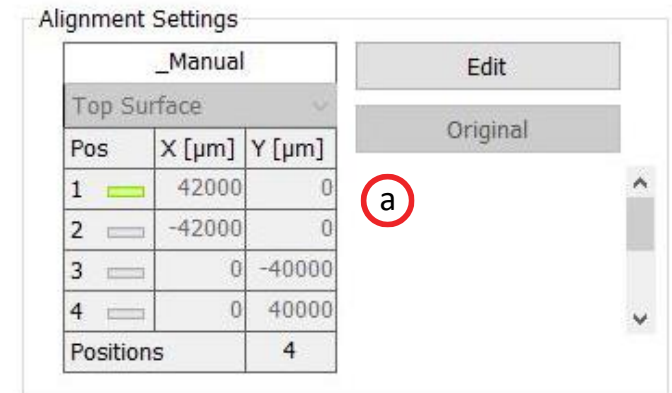 Alignment Settings
_Manual
Edit
Top Surface
Original
Pos X [µm] Y [µm]
1 42000 0
a
2 -42000 0
3 0 -40000
4 0 40000
Positions 4